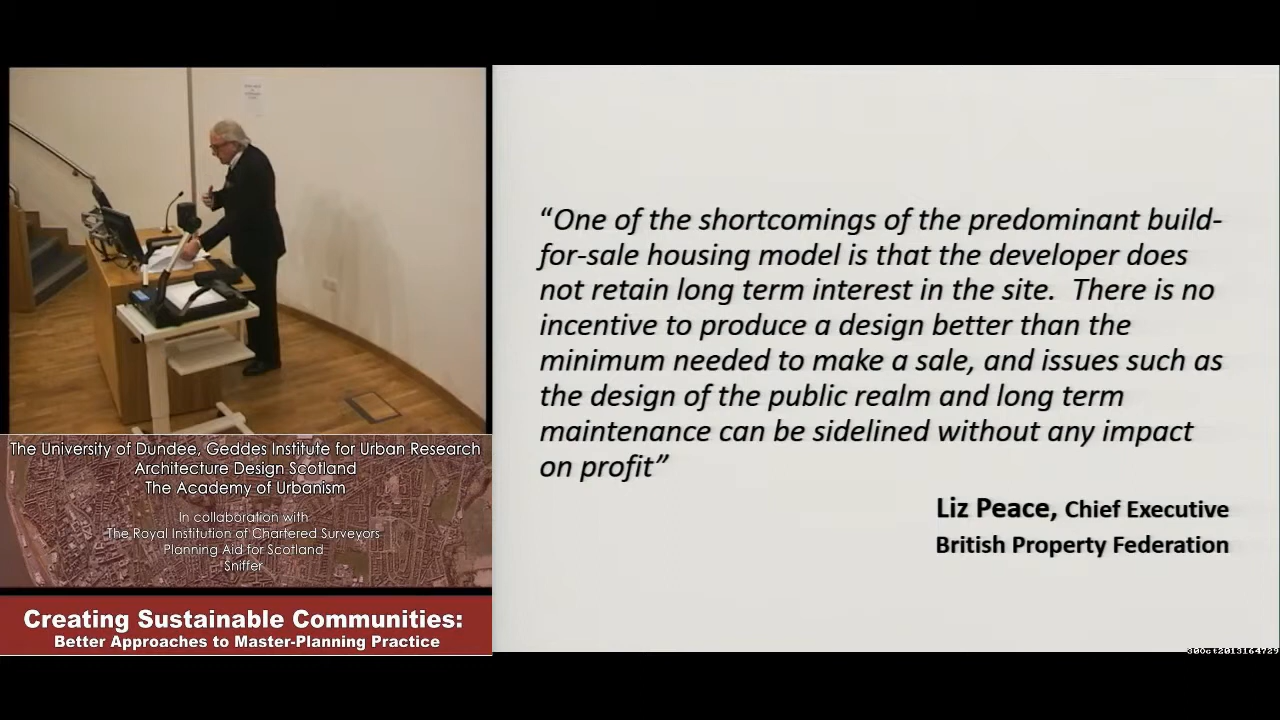 The University of Dundee, Geddes Institute for Urban Research
Architecture Design Scotland
The Academy of Urbanism
In collaboration with
The Royal Institution of Chartered Surveyors
Planning Aid for Scotland
Sniffer
Creating Sustainable Communities:
Better Approaches to Master-Planning Practice
“One of the shortcomings of the predominant build-
for-sale housing model is that the developer does
not retain long term interest in the site.  There is no
incentive to produce a design better than the
minimum needed to make a sale, and issues such as
the design of the public realm and long term
maintenance can be sidelined without any impact
on profit”
Liz Peace, Chief Executive
British Property Federation
30Oct2013164729